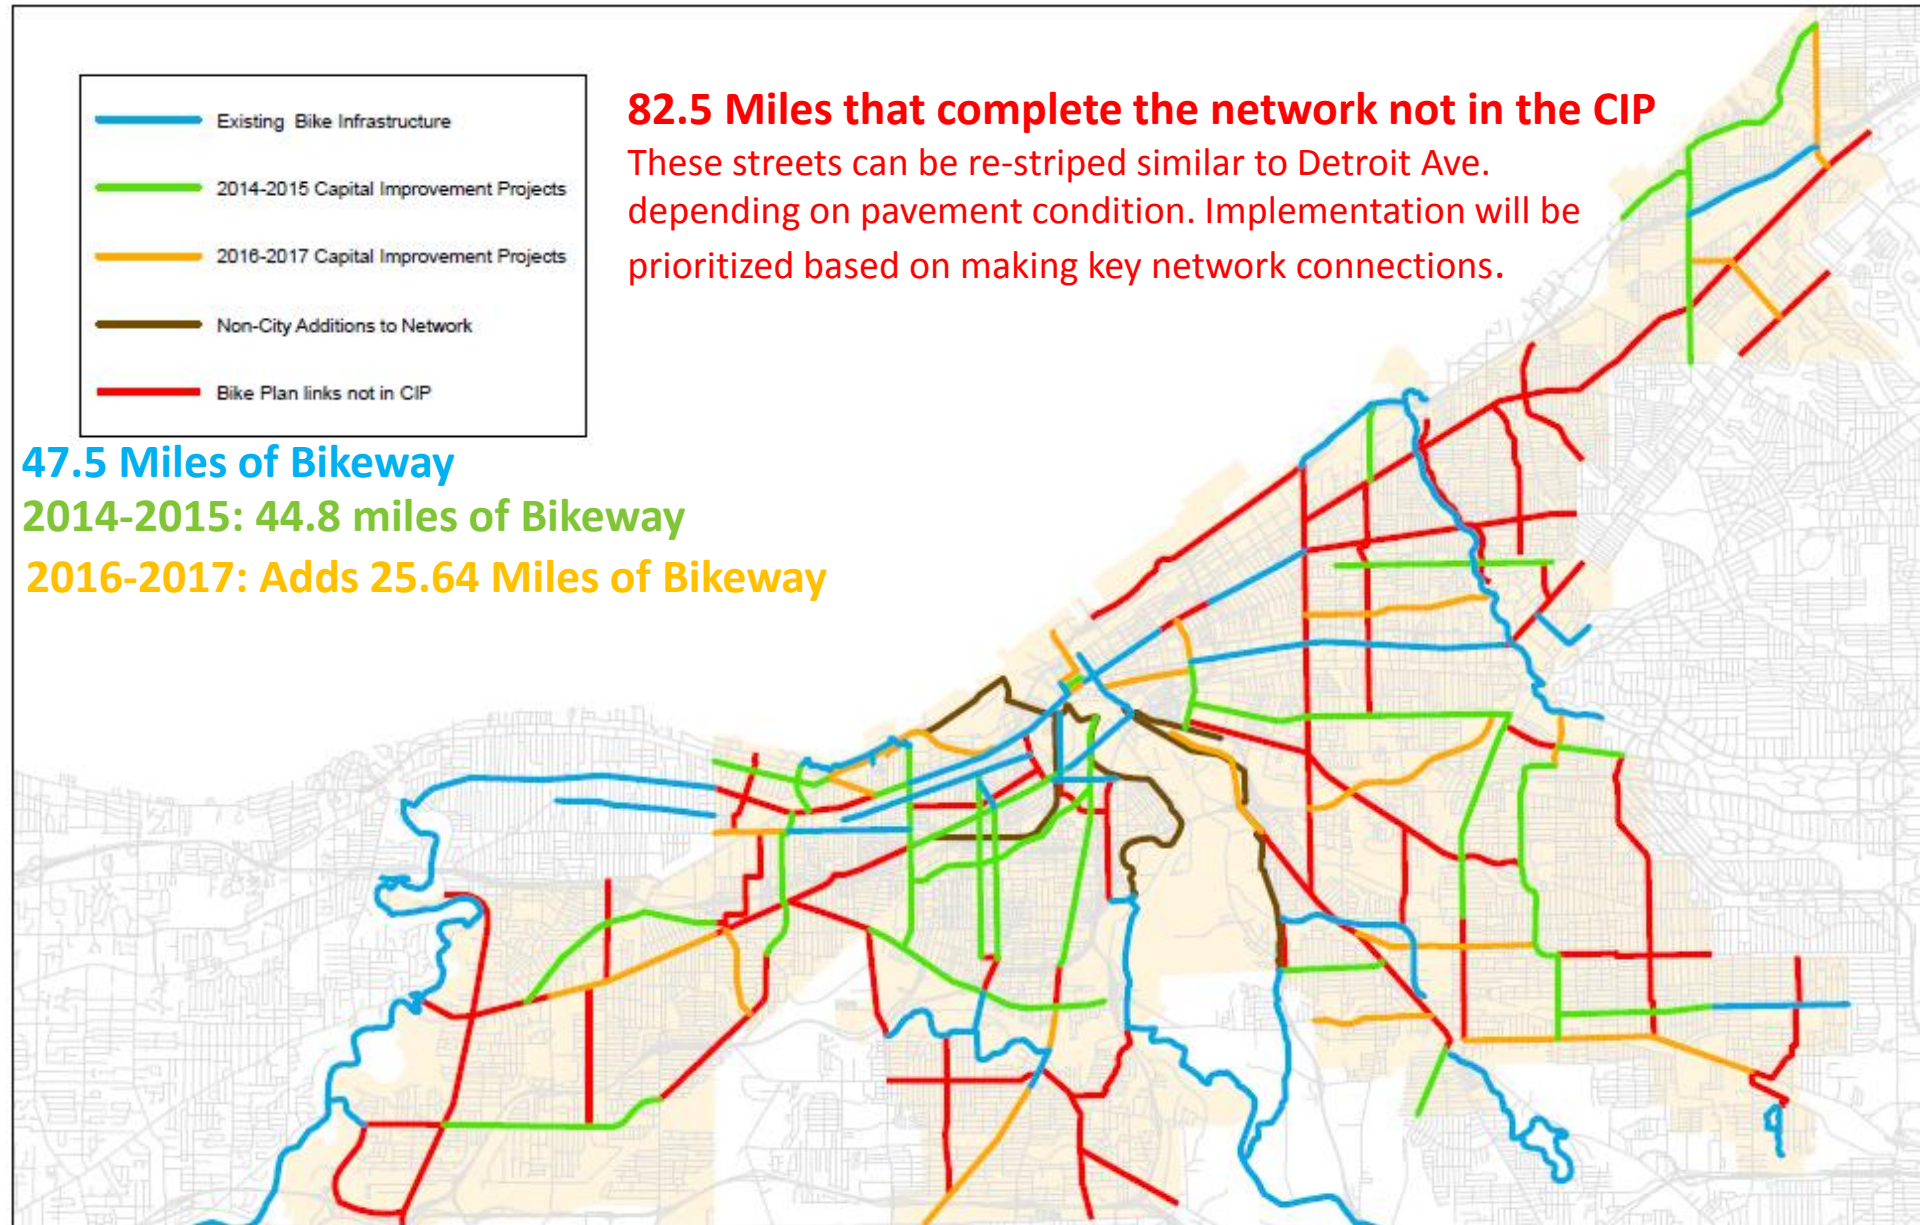 Existing Bike Infrastructure
2014-2015 Capital Improvement Projects
2016-2017 Capital Improvement Projects
Non-City Additions to Network
Bike Plan links not in CIP
82.5 Miles that complete the network not in the CIP
These streets can be re-striped similar to Detroit Ave.
depending on pavement condition. Implementation will be
prioritized based on making key network connections.
47.5 Miles of Bikeway
2014-2015: 44.8 miles of Bikeway
2016-2017: Adds 25.64 Miles of Bikeway